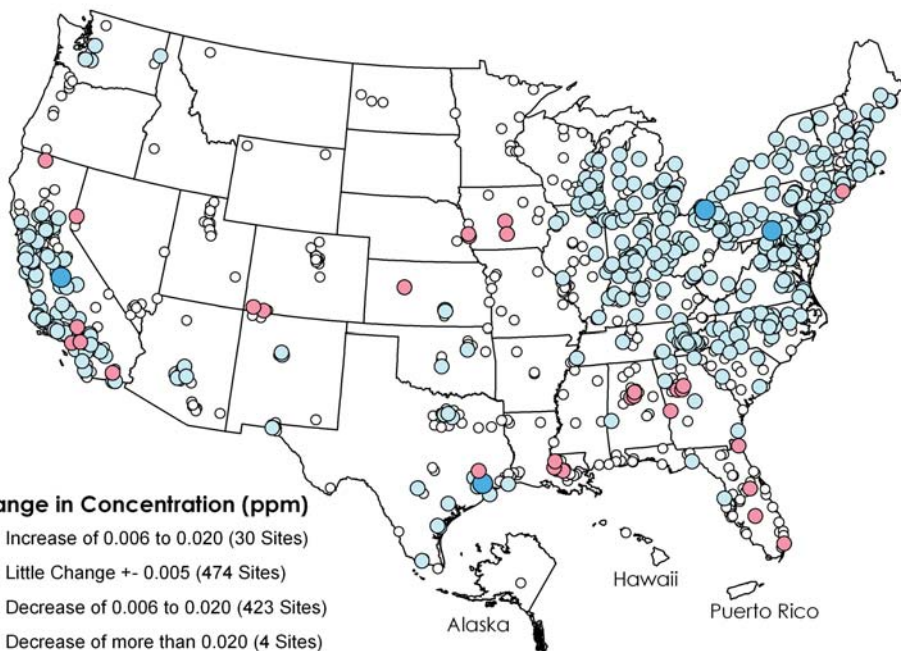 ange in Concentration (ppm)
Increase of 0.006 to 0.020 (30 Sites)
Little Change +- 0.005 (474 Sites)
Decrease of 0.006 to 0.020 (423 Sites)
Decrease of more than 0.020 (4 Sites)
Alaska
Hawaii
Puerto Rico